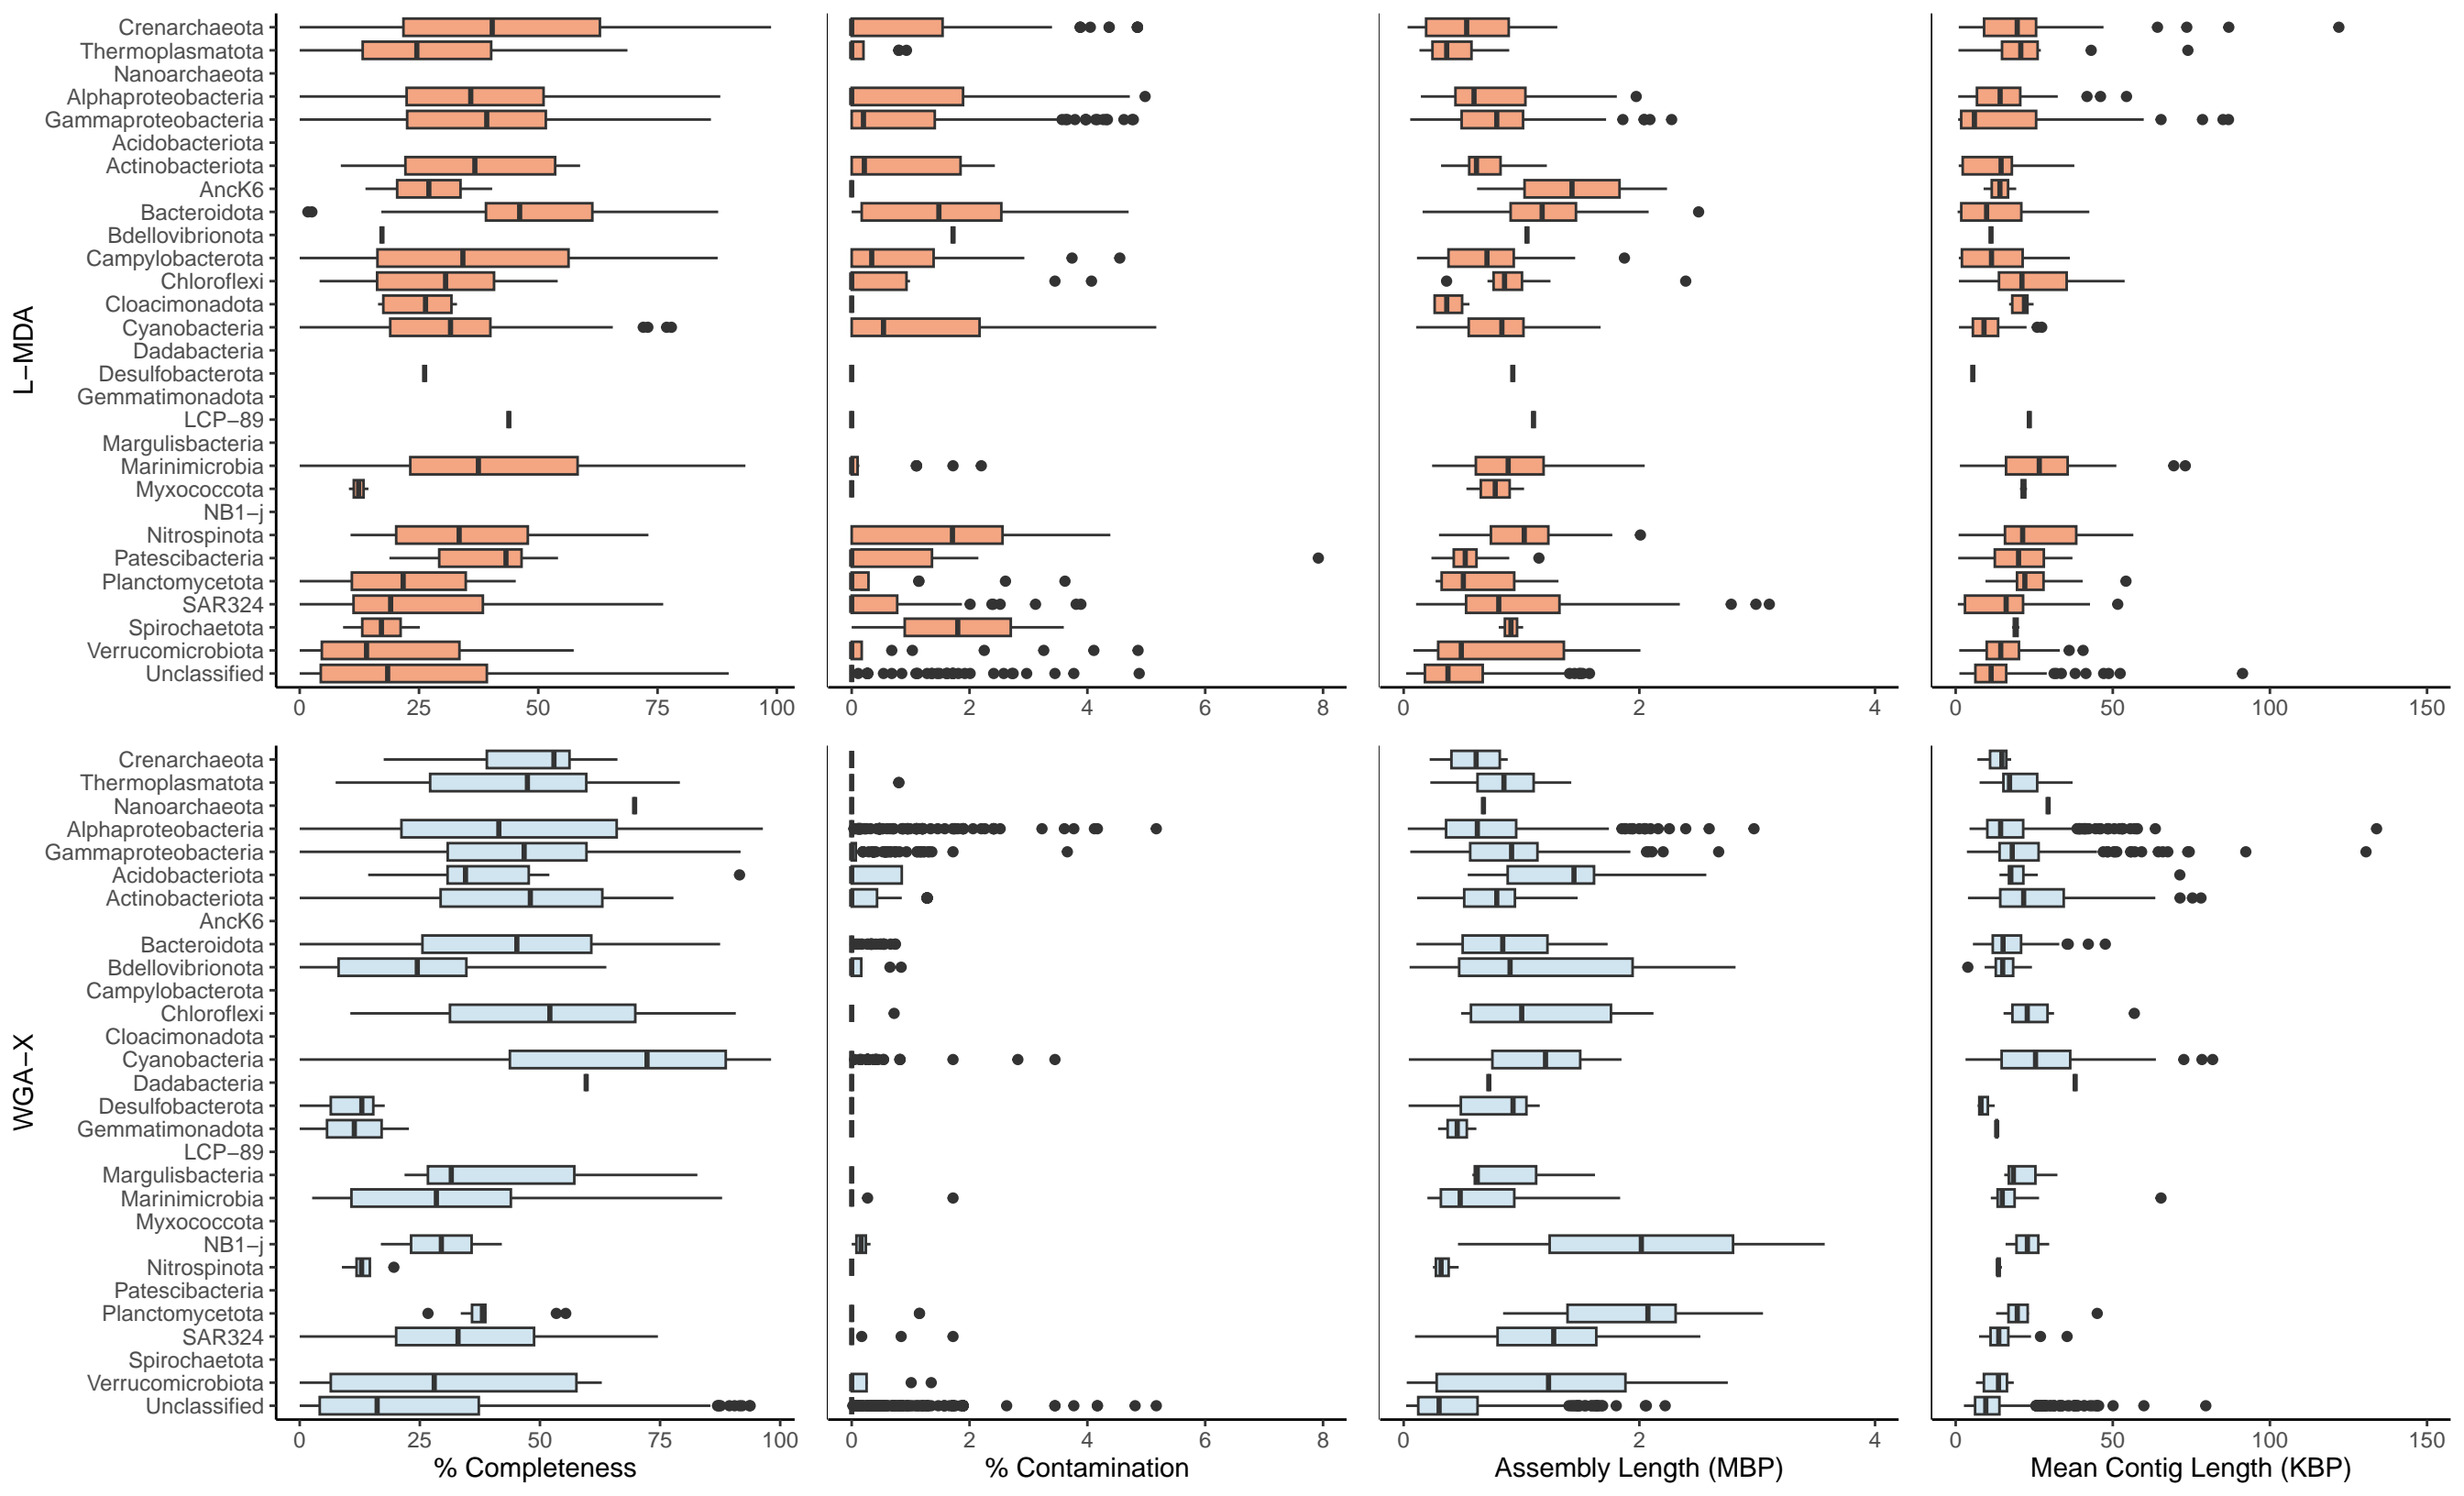 L−MDA
Crenarchaeota
Thermoplasmatota
Nanoarchaeota
Alphaproteobacteria
Gammaproteobacteria
Acidobacteriota
Actinobacteriota
AncK6
Bacteroidota
Bdellovibrionota
Campylobacterota
Chloroflexi
Cloacimonadota
Cyanobacteria
Dadabacteria
Desulfobacterota
Gemmatimonadota
LCP−89
Margulisbacteria
Marinimicrobia
Myxococcota
NB1−j
Nitrospinota
Patescibacteria
Planctomycetota
SAR324
Spirochaetota
Verrucomicrobiota
Unclassified
0 25 50 75 100 0 2 4 6 8 0 2 4 0 50 100 150
WGA−X
Crenarchaeota
Thermoplasmatota
Nanoarchaeota
Alphaproteobacteria
Gammaproteobacteria
Acidobacteriota
Actinobacteriota
AncK6
Bacteroidota
Bdellovibrionota
Campylobacterota
Chloroflexi
Cloacimonadota
Cyanobacteria
Dadabacteria
Desulfobacterota
Gemmatimonadota
LCP−89
Margulisbacteria
Marinimicrobia
Myxococcota
NB1−j
Nitrospinota
Patescibacteria
Planctomycetota
SAR324
Spirochaetota
Verrucomicrobiota
Unclassified
0 25 50 75 100 0 2 4 6 8 0 2 4 0 50 100 150
% Completeness % Contamination Assembly Length (MBP) Mean Contig Length (KBP)